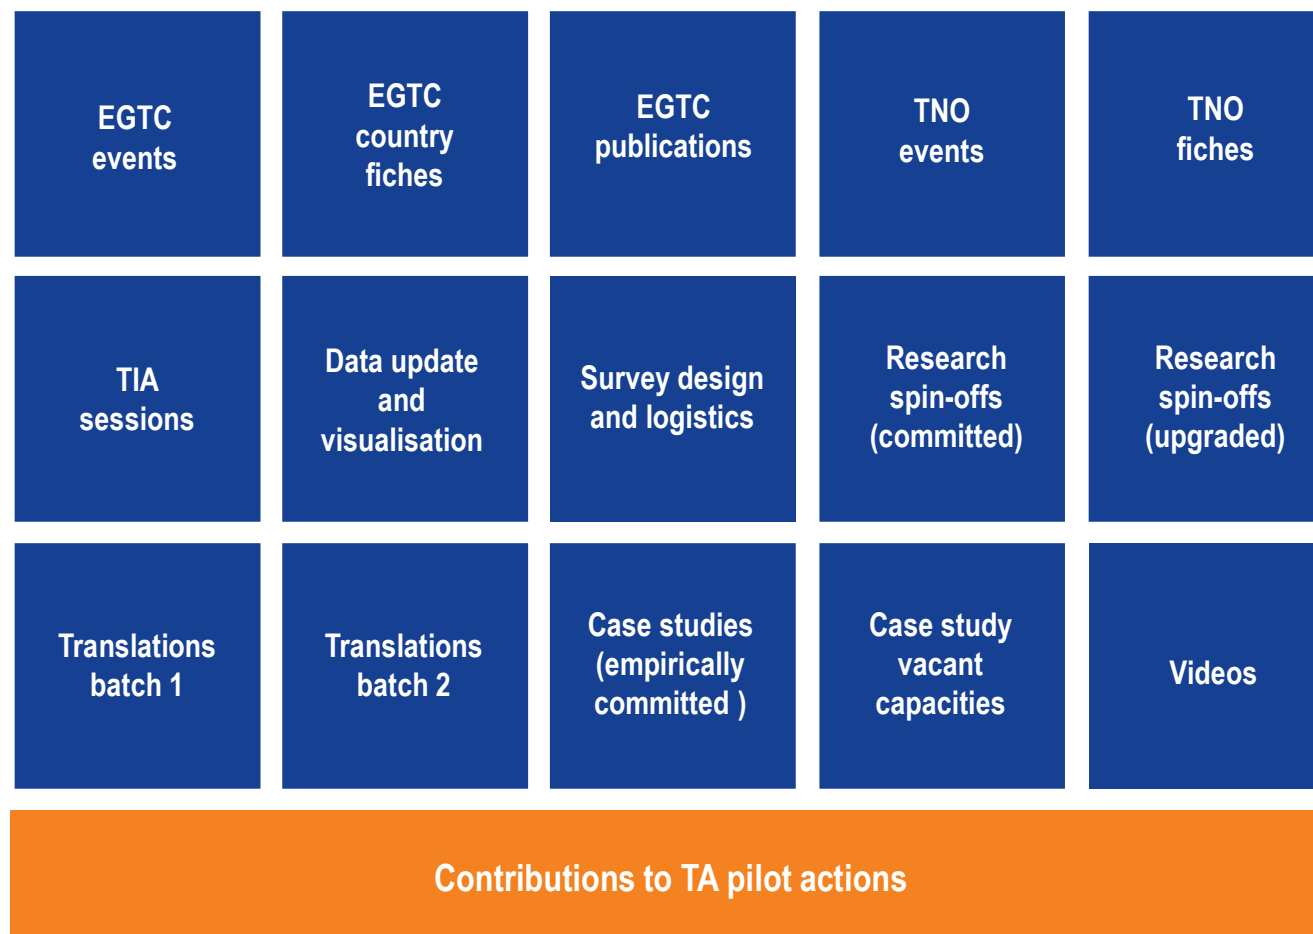 EGTC
events
EGTC
country
fiches
EGTC
publications
TNO
events
TNO
fiches
TIA
sessions
Data update
and
visualisation
Survey design
and logistics
Research
spin-offs
(committed)
Research
spin-offs
(upgraded)
Translations
batch 1
Translations
batch 2
Case studies
(empirically
committed )
Case study
vacant
capacities
Videos
Contributions to TA pilot actions